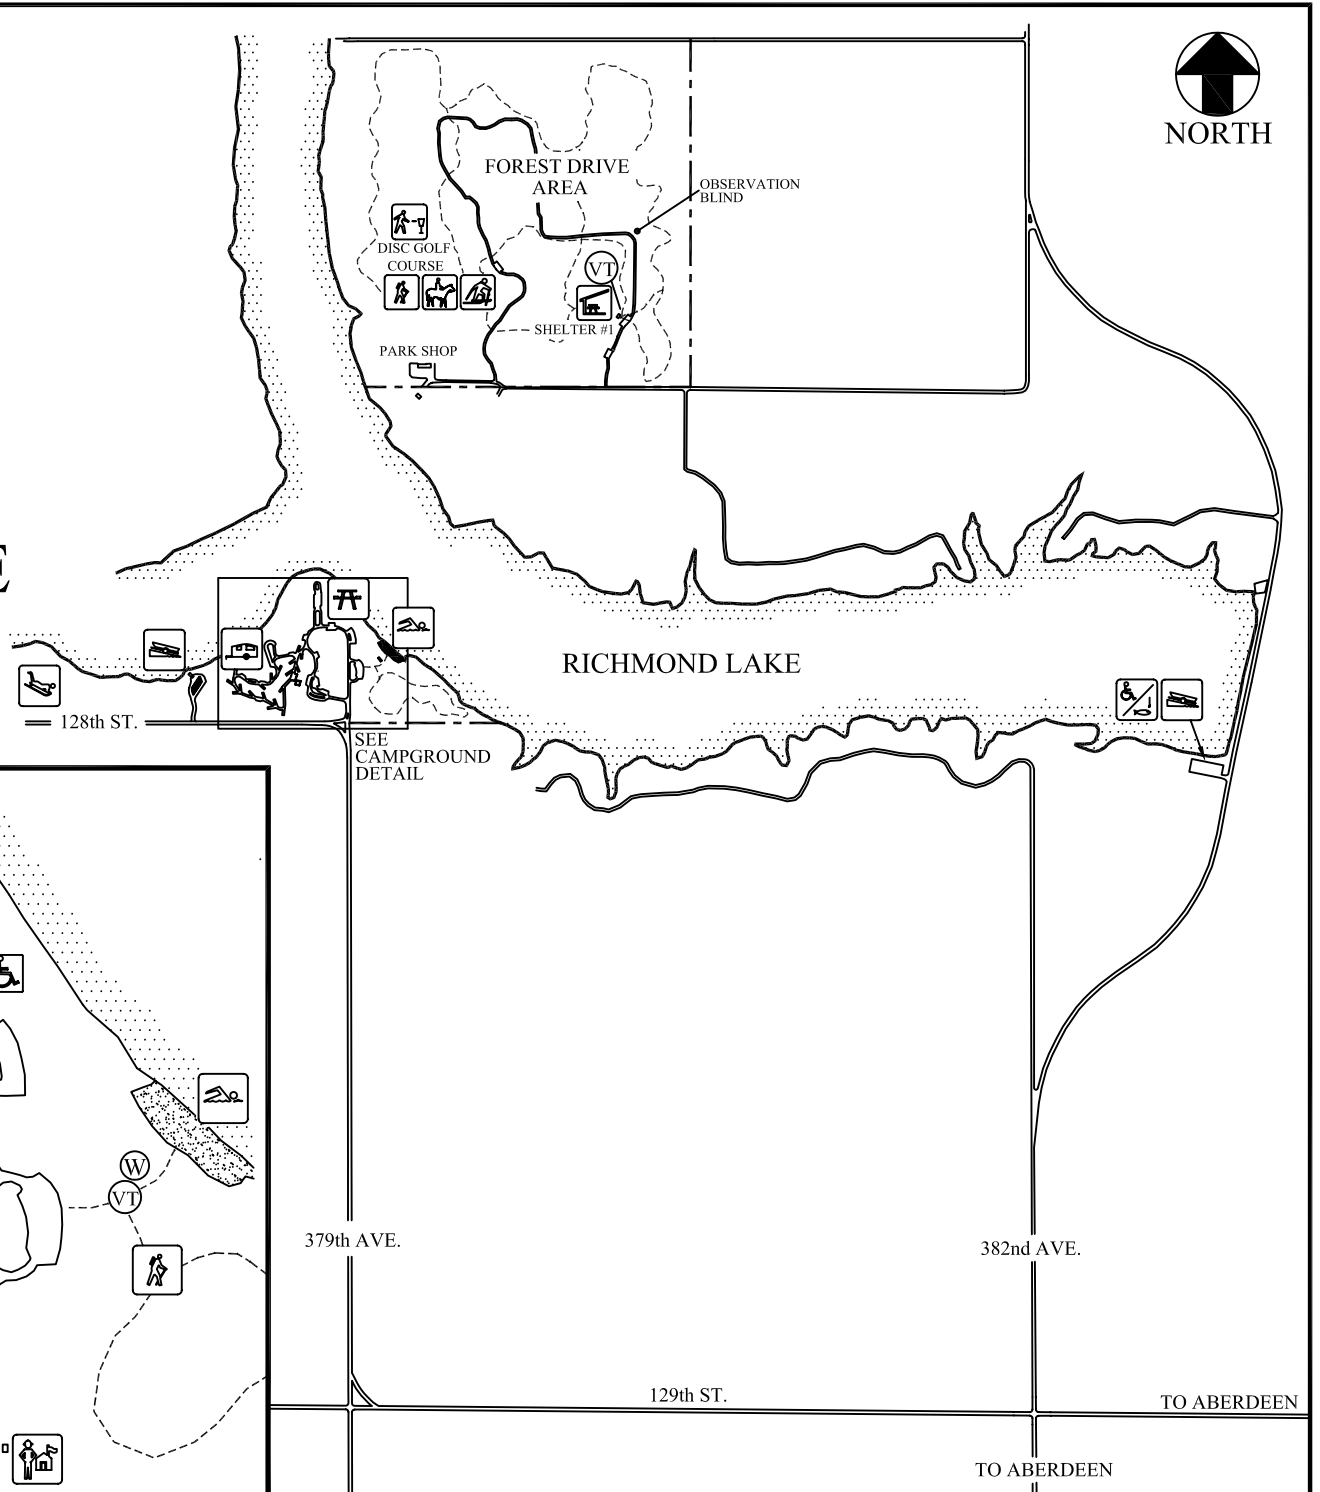 NORTH
FOREST DRIVE
AREA
OBSERVATION
BLIND
DISC GOLF
COURSE
VT
SHELTER #1
PARK SHOP
E
RICHMOND LAKE
128th ST.
SEE
CAMPGROUND
DETAIL
W
VT
379th AVE.
382nd AVE.
129th ST.
TO ABERDEEN
TO ABERDEEN